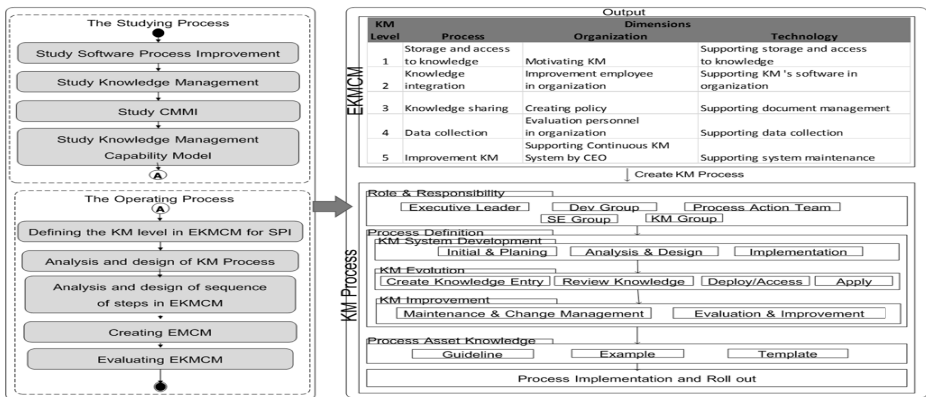 The Studying Process
Study Software Process Improvement
Study Knowledge Management
Study CMMI
Study Knowledge Management
Capability Model
A
The Operating Process
A
Defining the KM level in EKMCM for SPI
Analysis and design of KM Process
Analysis and design of sequence
of steps in EKMCM
Creating EMCM
Evaluating EKMCM
Output
EKMCM
KM Dimensions
Level Process Organization Technology
Storage and access Supporting storage and access
1 to knowledge Motivating KM to knowledge
Knowledge Improvement employee Supporting KM 's software in
2 integration in organization organization
3 Knowledge sharing Creating policy Supporting document management
Evaluation personnel
4 Data collection in organization Supporting data collection
Supporting Continuous KM
5 Improvement KM System by CEO Supporting system maintenance
Create KM Process
KM Process
Role & Responsibility
Executive Leader Dev Group Process Action Team
SE Group KM Group
Process Definition
KM System Development
Initial & Planing Analysis & Design Implementation
KM Evolution
Create Knowledge Entry Review Knowledge Deploy/Access Apply
KM Improvement
Maintenance & Change Management Evaluation & Improvement
Process Asset Knowledge
Guideline Example Template
Process Implementation and Roll out